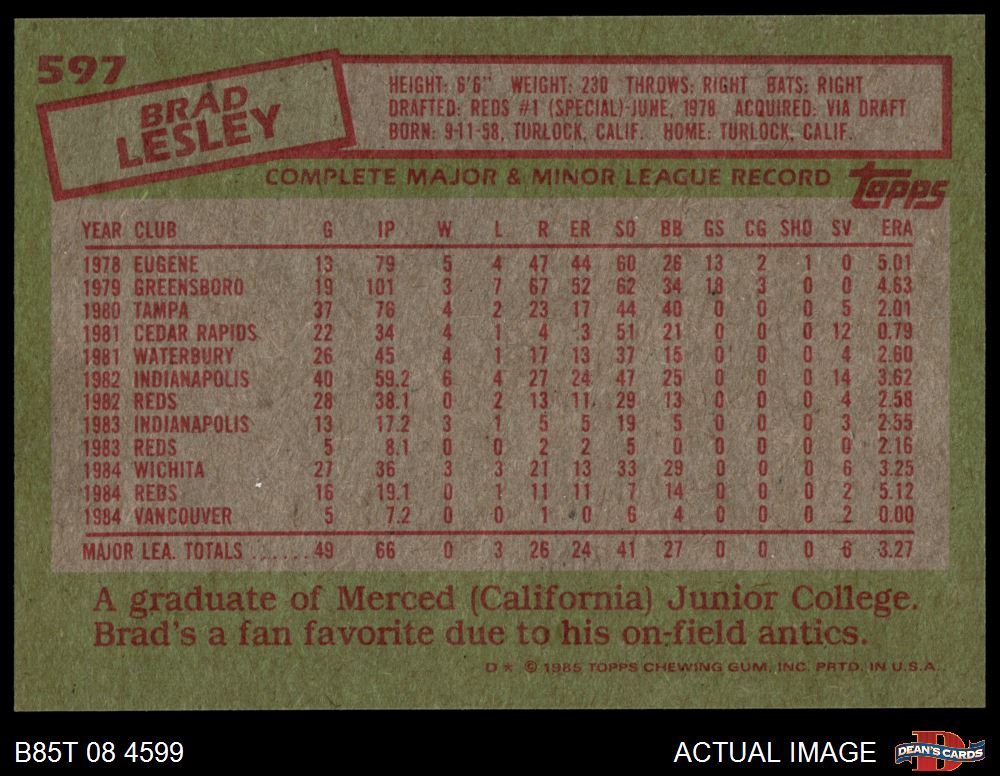 597
BRAD
LESLEY
HEIGHT: 6'6" WEIGHT: 230 THROWS: RIGHT BATS: RIGHT
DRAFTED: REDS #1 (SPECIAL)-JUNE, 1978 ACQUIRED: VIA DRAFT
BORN: 9-11-58, TURLOCK, CALIF. HOME: TURLOCK, CALIF.
COMPLETE MAJOR & MINOR LEAGUE RECORD topps
YEAR CLUB G IP W L R ER SO BB GS CG SHO SV ERA
1978 EUGENE 13 79 5 4 47 44 60 26 13 2 1 0 5.01
1979 GREENSBORO 19 101 3 7 67 52 62 34 18 3 0 0 4.63
1980 TAMPA 37 76 4 2 23 17 44 40 0 0 0 5 2.01
1981 CEDAR RAPIDS 22 34 4 1 4 3 51 21 0 0 0 12 0.79
1981 WATERBURY 26 45 4 1 17 13 37 15 0 0 0 4 2.60
1982 INDIANAPOLIS 40 59.2 6 4 27 24 47 25 0 0 0 14 3.62
1982 REDS 28 38.1 0 2 13 11 29 13 0 0 0 4 2.58
1983 INDIANAPOLIS 13 17.2 3 1 5 5 19 5 0 0 0 3 2.55
1983 REDS 5 8.1 0 0 2 2 5 0 0 0 0 0 2.16
1984 WICHITA 27 36 3 3 21 13 33 29 0 0 0 6 3.25
1984 REDS 16 19.1 0 1 11 11 7 14 0 0 0 2 5.12
1984 VANCOUVER 5 7.2 0 0 1 0 6 4 0 0 0 2 0.00
MAJOR LEA. TOTALS ....... 49 66 0 3 26 24 41 27 0 0 0 6 3.27
A graduate of Merced (California) Junior College.
Brad's a fan favorite due to his on-field antics.
D* © 1985 TOPPS CHEWING GUM, INC. PRTD. IN U.S.A.
B85T 08 4599 ACTUAL IMAGE DEAN'S CARDS